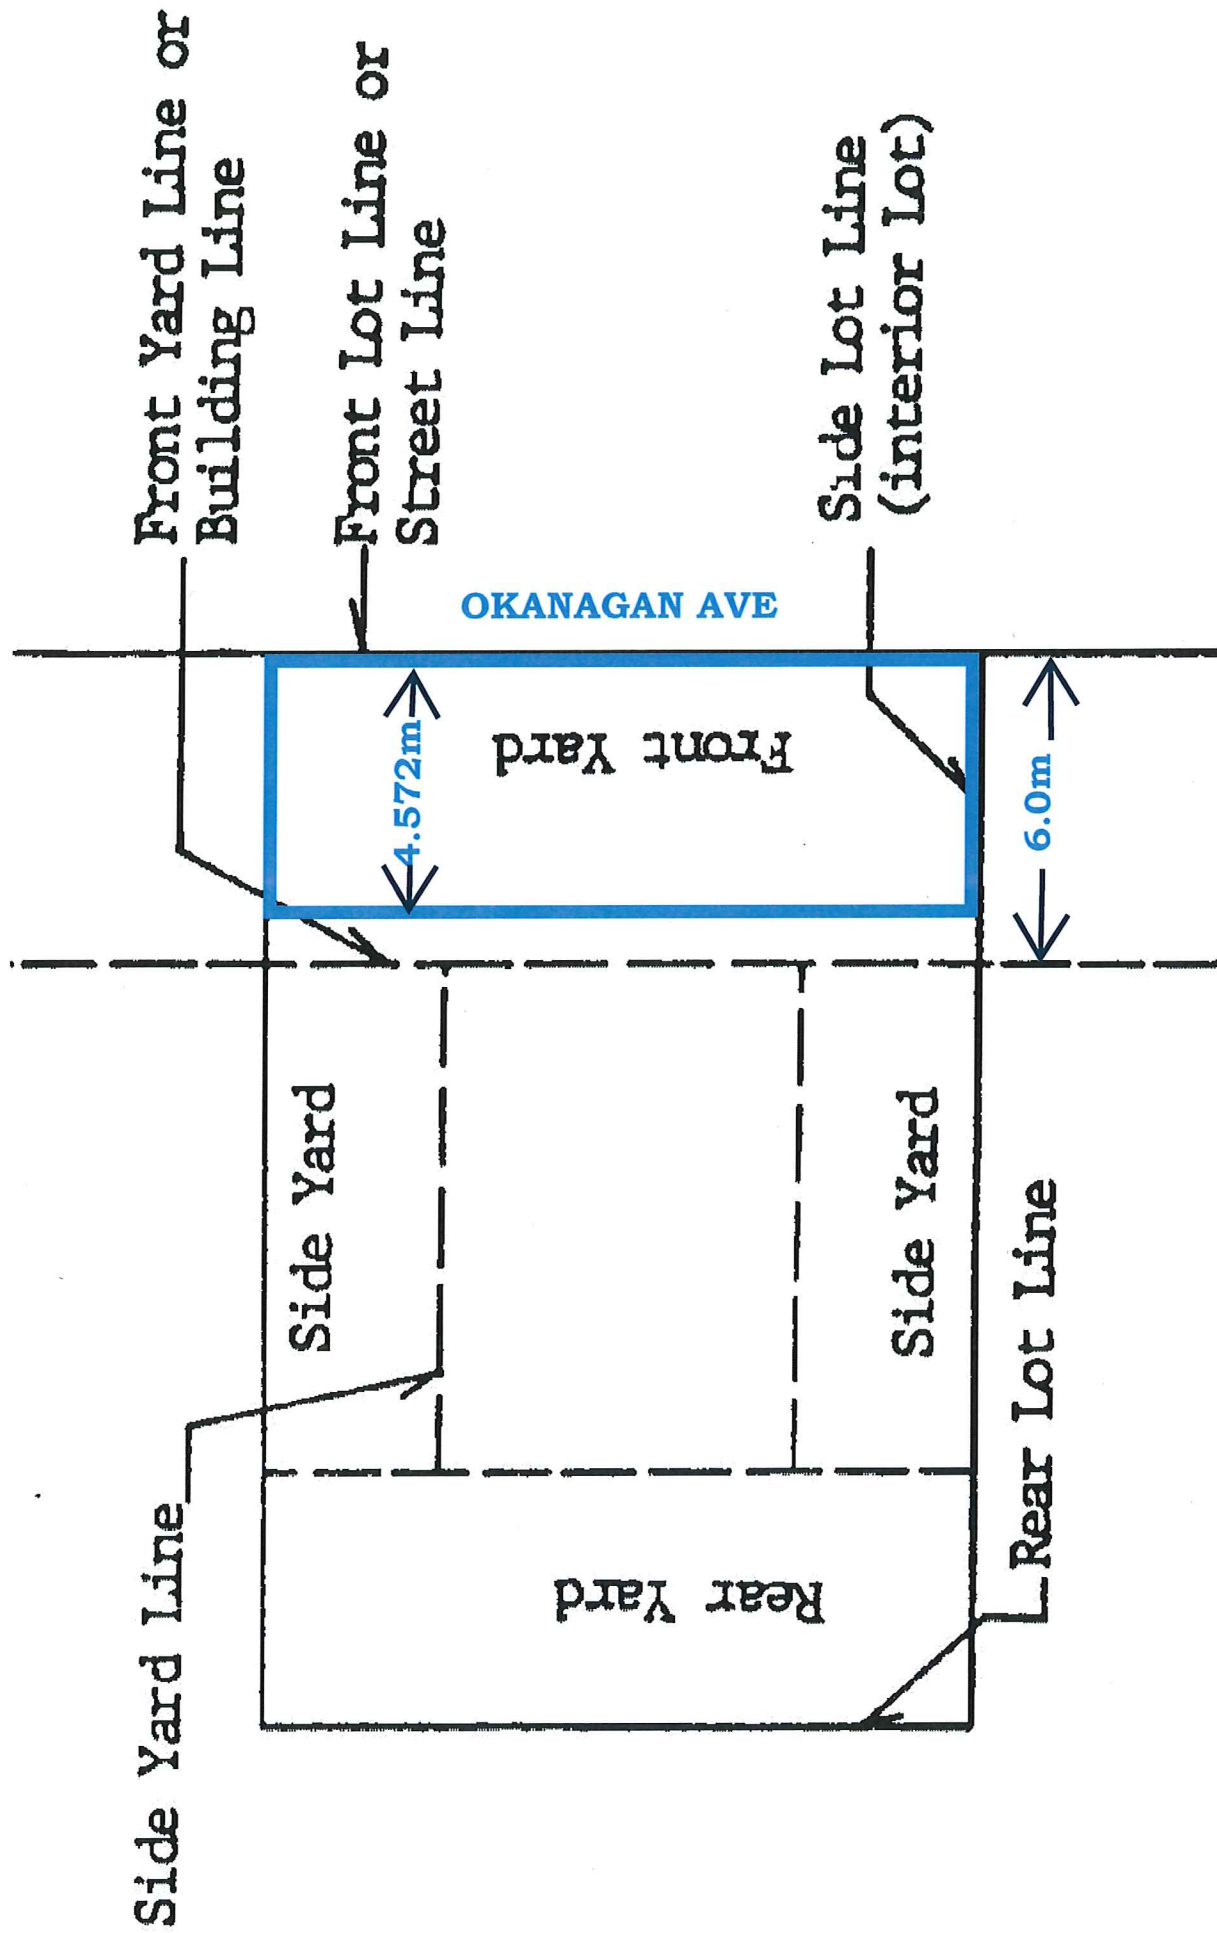 Front Yard Line or
Building Line
Front Lot Line or
Street Line
Side Lot Line
(interior Lot)
OKANAGAN AVE
Front Yard
4.572m
6.0m
Side Yard
Side Yard
Rear Yard
Side Yard Line
Rear Lot Line